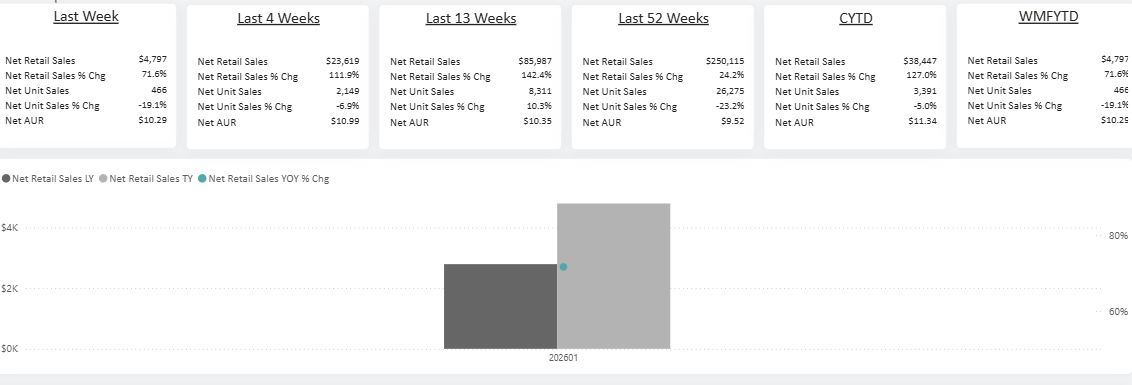 Last Week
Net Retail Sales $4,797
Net Retail Sales % Chg 71.6%
Net Unit Sales 466
Net Unit Sales % Chg -19.1%
Net AUR $10.29
Last 4 Weeks
Net Retail Sales $23,619
Net Retail Sales % Chg 111.9%
Net Unit Sales 2,149
Net Unit Sales % Chg -6.9%
Net AUR $10.99
Last 13 Weeks
Net Retail Sales $85,987
Net Retail Sales % Chg 142.4%
Net Unit Sales 8,311
Net Unit Sales % Chg 10.3%
Net AUR $10.35
Last 52 Weeks
Net Retail Sales $250,115
Net Retail Sales % Chg 24.2%
Net Unit Sales 26,275
Net Unit Sales % Chg -23.2%
Net AUR $9.52
CYTD
Net Retail Sales $38,447
Net Retail Sales % Chg 127.0%
Net Unit Sales 3,391
Net Unit Sales % Chg -5.0%
Net AUR $11.34
WMFYTD
Net Retail Sales $4,797
Net Retail Sales % Chg 71.6%
Net Unit Sales 466
Net Unit Sales % Chg -19.1%
Net AUR $10.29
Net Retail Sales LY Net Retail Sales TY Net Retail Sales YOY % Chg
$4K
80%
$2K
60%
$0K
202601